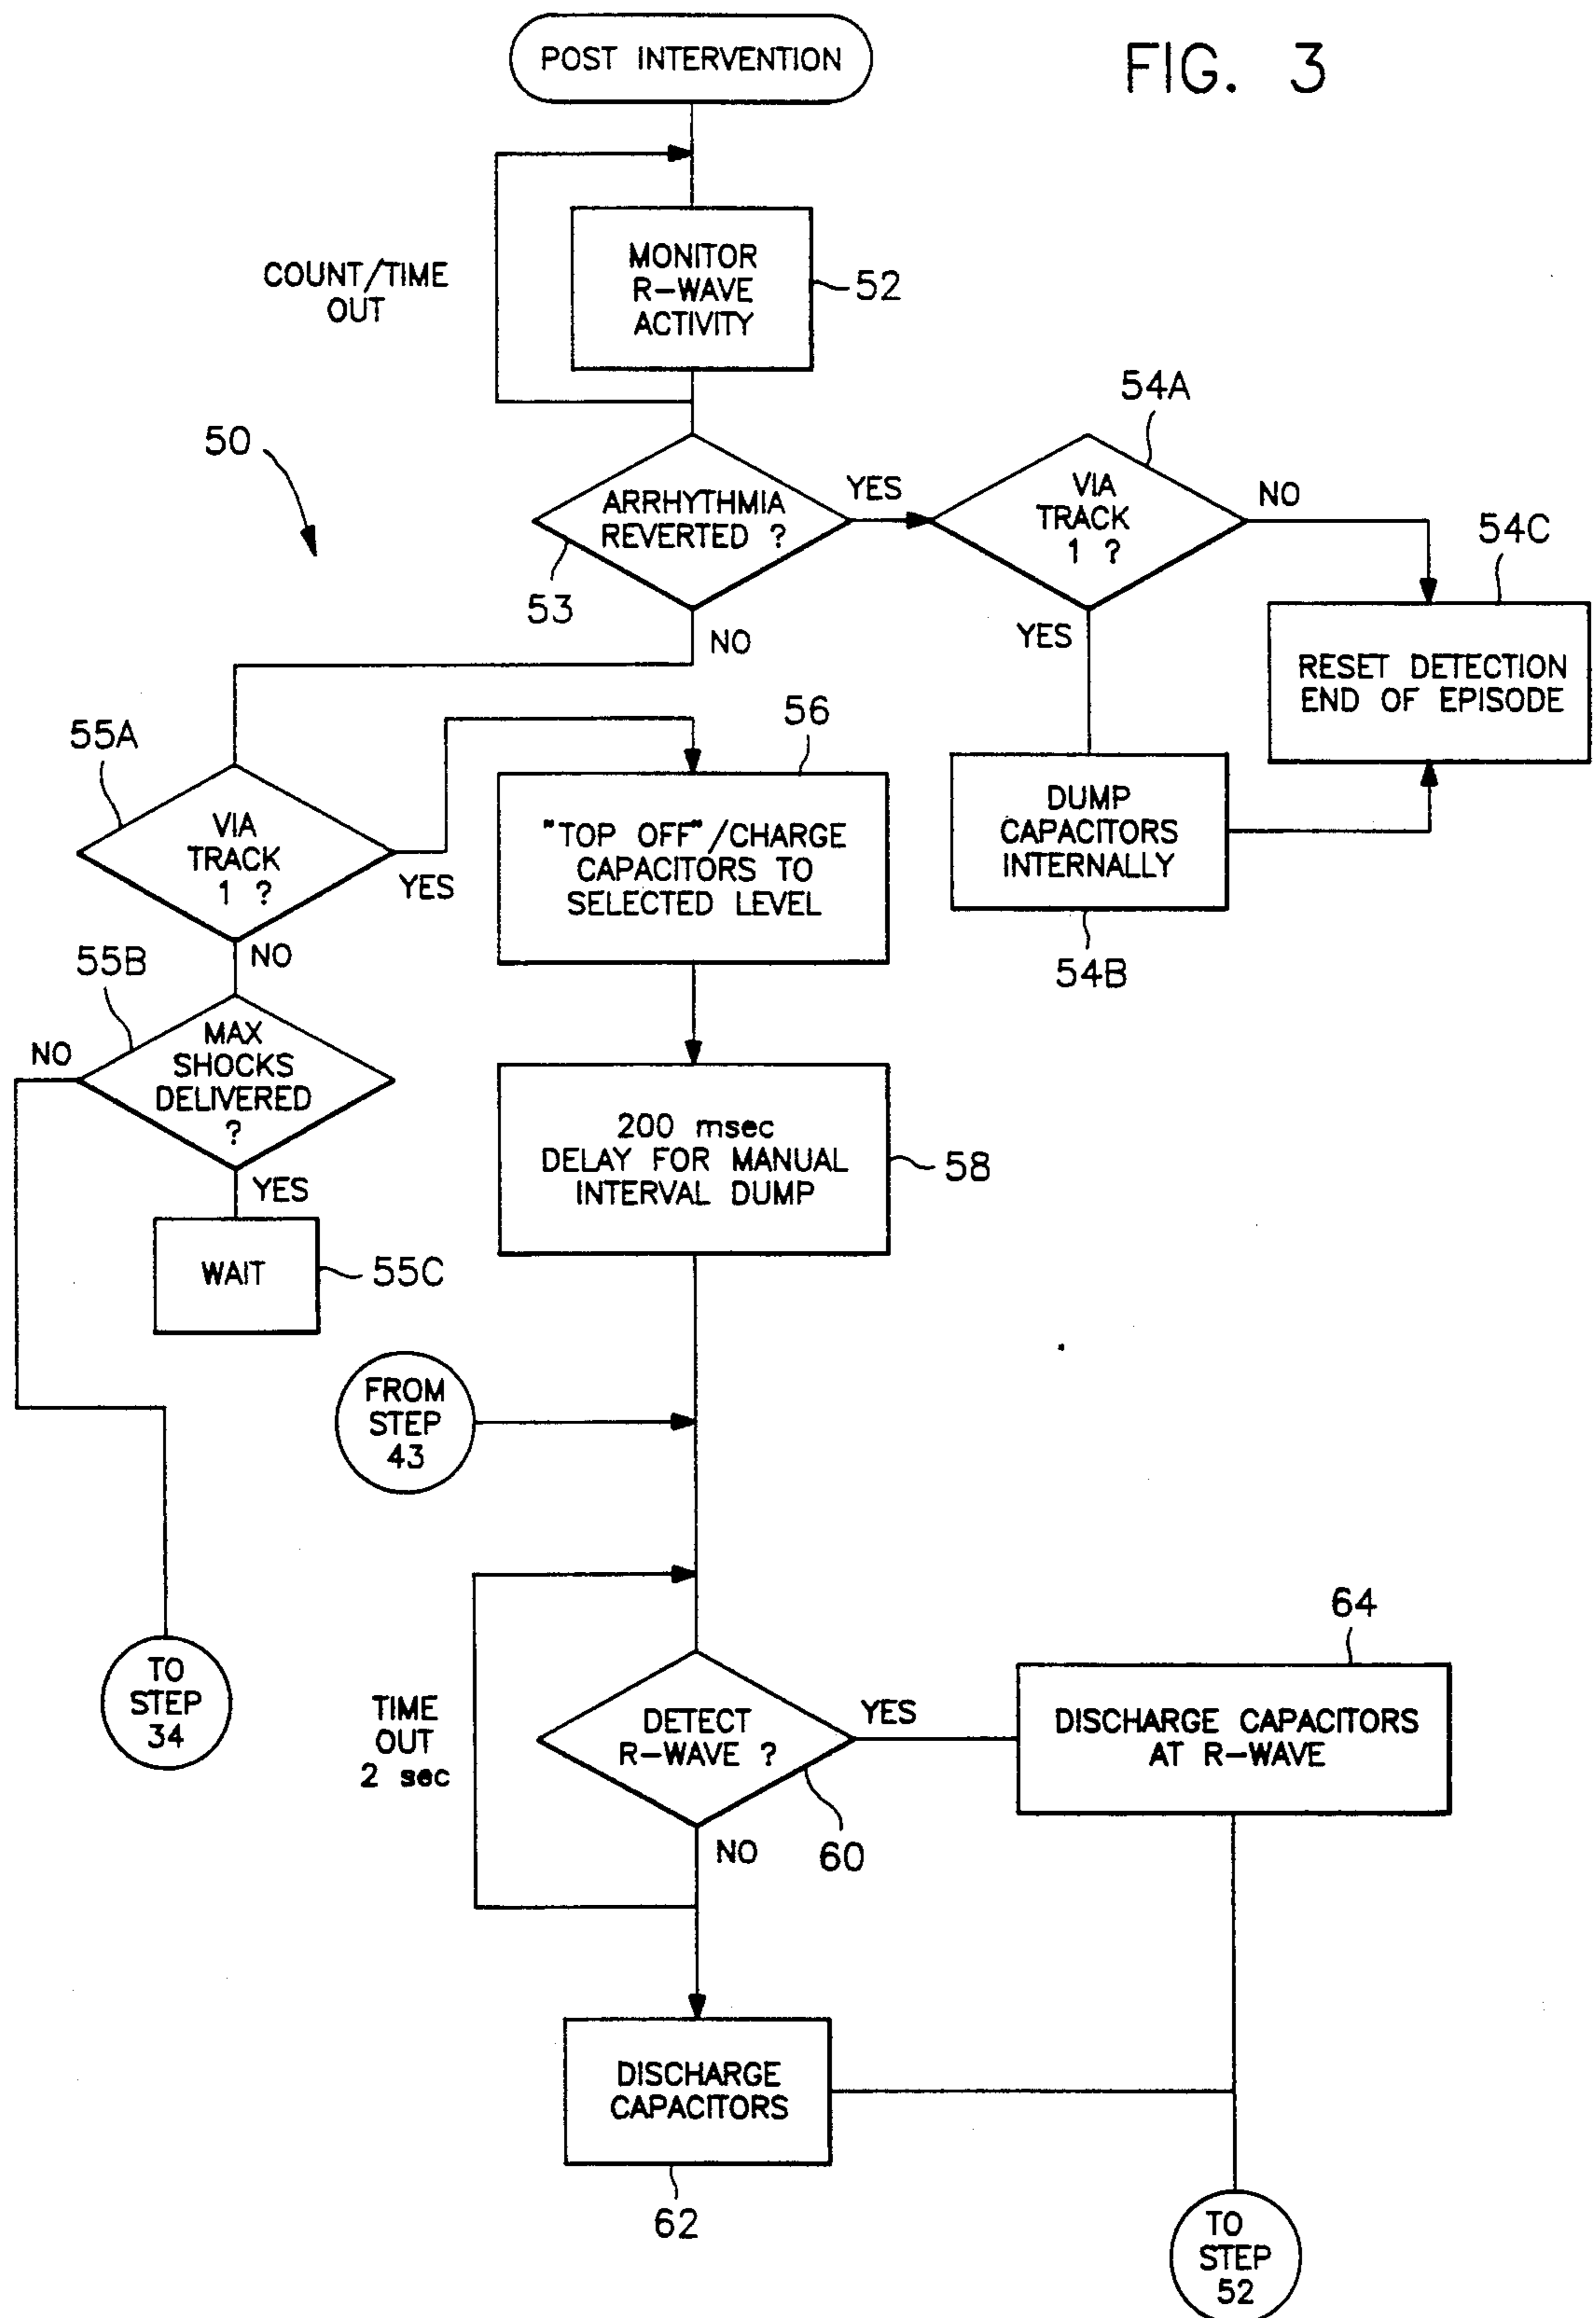 POST INTERVENTION
FIG. 3
COUNT/TIME
OUT
MONITOR
R-WAVE
ACTIVITY
52
54A
50
ARRHYTHMIA
REVERTED ?
YES
53
NO
VIA
TRACK
1 ?
NO
YES
54C
RESET DETECTION
END OF EPISODE
DUMP
CAPACITORS
INTERNALLY
54B
55A
VIA
TRACK
1 ?
YES
NO
56
"TOP OFF"/CHARGE
CAPACITORS TO
SELECTED LEVEL
55B
NO
MAX
SHOCKS
DELIVERED
?
YES
WAIT
55C
200 msec
DELAY FOR MANUAL
INTERVAL DUMP
58
FROM
STEP
43
TO
STEP
34
TIME
OUT
2 sec
DETECT
R-WAVE ?
YES
60
NO
64
DISCHARGE CAPACITORS
AT R-WAVE
DISCHARGE
CAPACITORS
62
TO
STEP
52